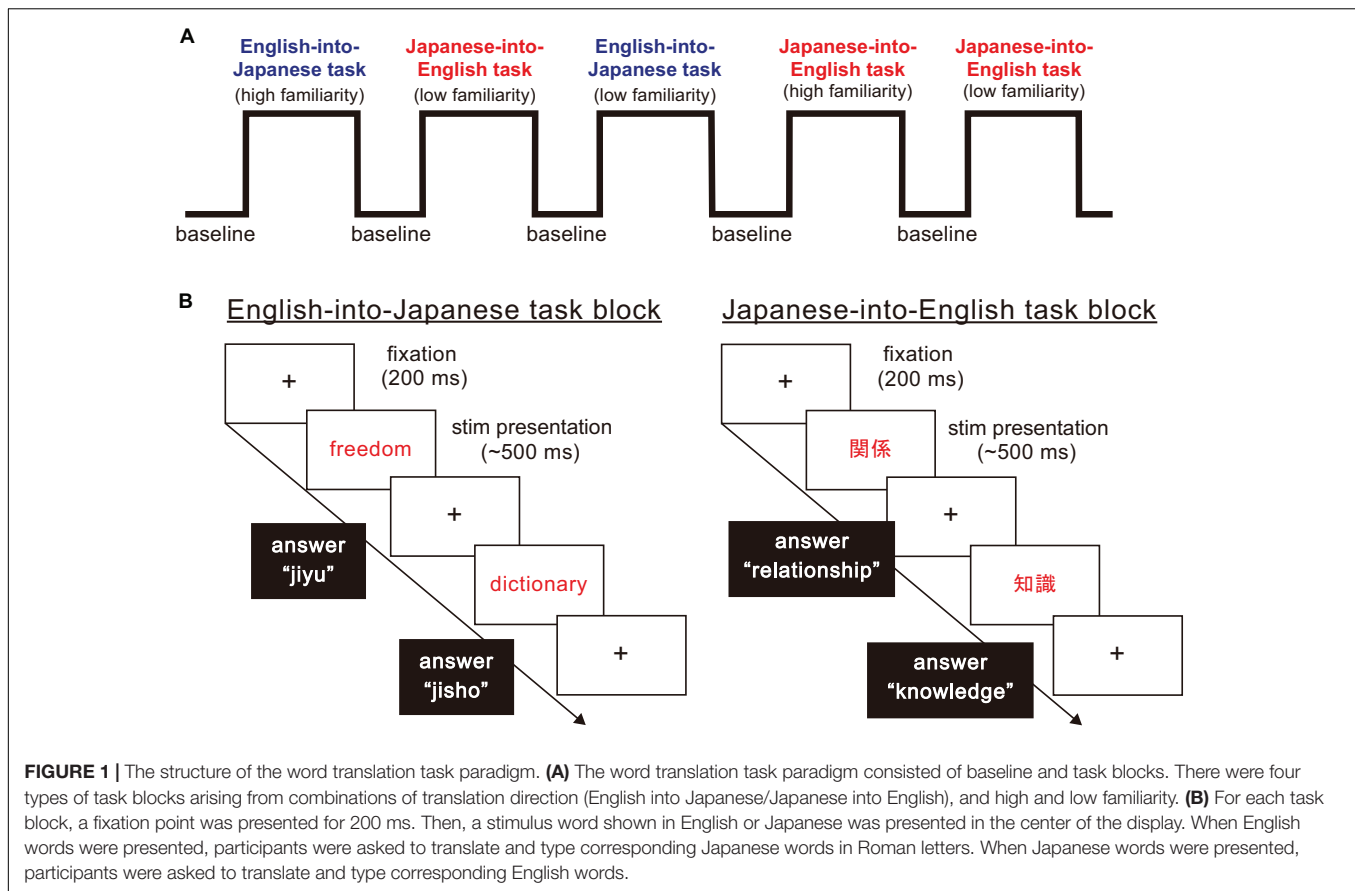 A
English-into-
Japanese task
(high familiarity)
Japanese-into-
English task
(low familiarity)
English-into-
Japanese task
(low familiarity)
Japanese-into-
English task
(high familiarity)
Japanese-into-
English task
(low familiarity)
baseline
baseline
baseline
baseline
baseline
B
English-into-Japanese task block
+
fixation
(200 ms)
freedom
stim presentation
(~500 ms)
+
answer
"jiyu"
dictionary
+
answer
"jisho"
Japanese-into-English task block
+
fixation
(200 ms)
関係
stim presentation
(~500 ms)
+
answer
"relationship"
知識
+
answer
"knowledge"
FIGURE 1 | The structure of the word translation task paradigm. (A) The word translation task paradigm consisted of baseline and task blocks. There were four
types of task blocks arising from combinations of translation direction (English into Japanese/Japanese into English), and high and low familiarity. (B) For each task
block, a fixation point was presented for 200 ms. Then, a stimulus word shown in English or Japanese was presented in the center of the display. When English
words were presented, participants were asked to translate and type corresponding Japanese words in Roman letters. When Japanese words were presented,
participants were asked to translate and type corresponding English words.